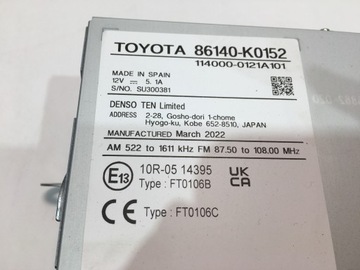 TOYOTA 86140-K0152
114000-0121A101
MADE IN SPAIN
12V ⎓ 5.1A
S/NO. SU300381
DENSO TEN Limited
ADDRESS 2-28, Gosho-dori 1-chome
Hyogo-ku, Kobe 652-8510, JAPAN
MANUFACTURED March 2022
AM 522 to 1611 kHz FM 87.50 to 108.00 MHz
E13 10R-05 14395 UK CA
Type : FT0106B
CE Type : FT0106C